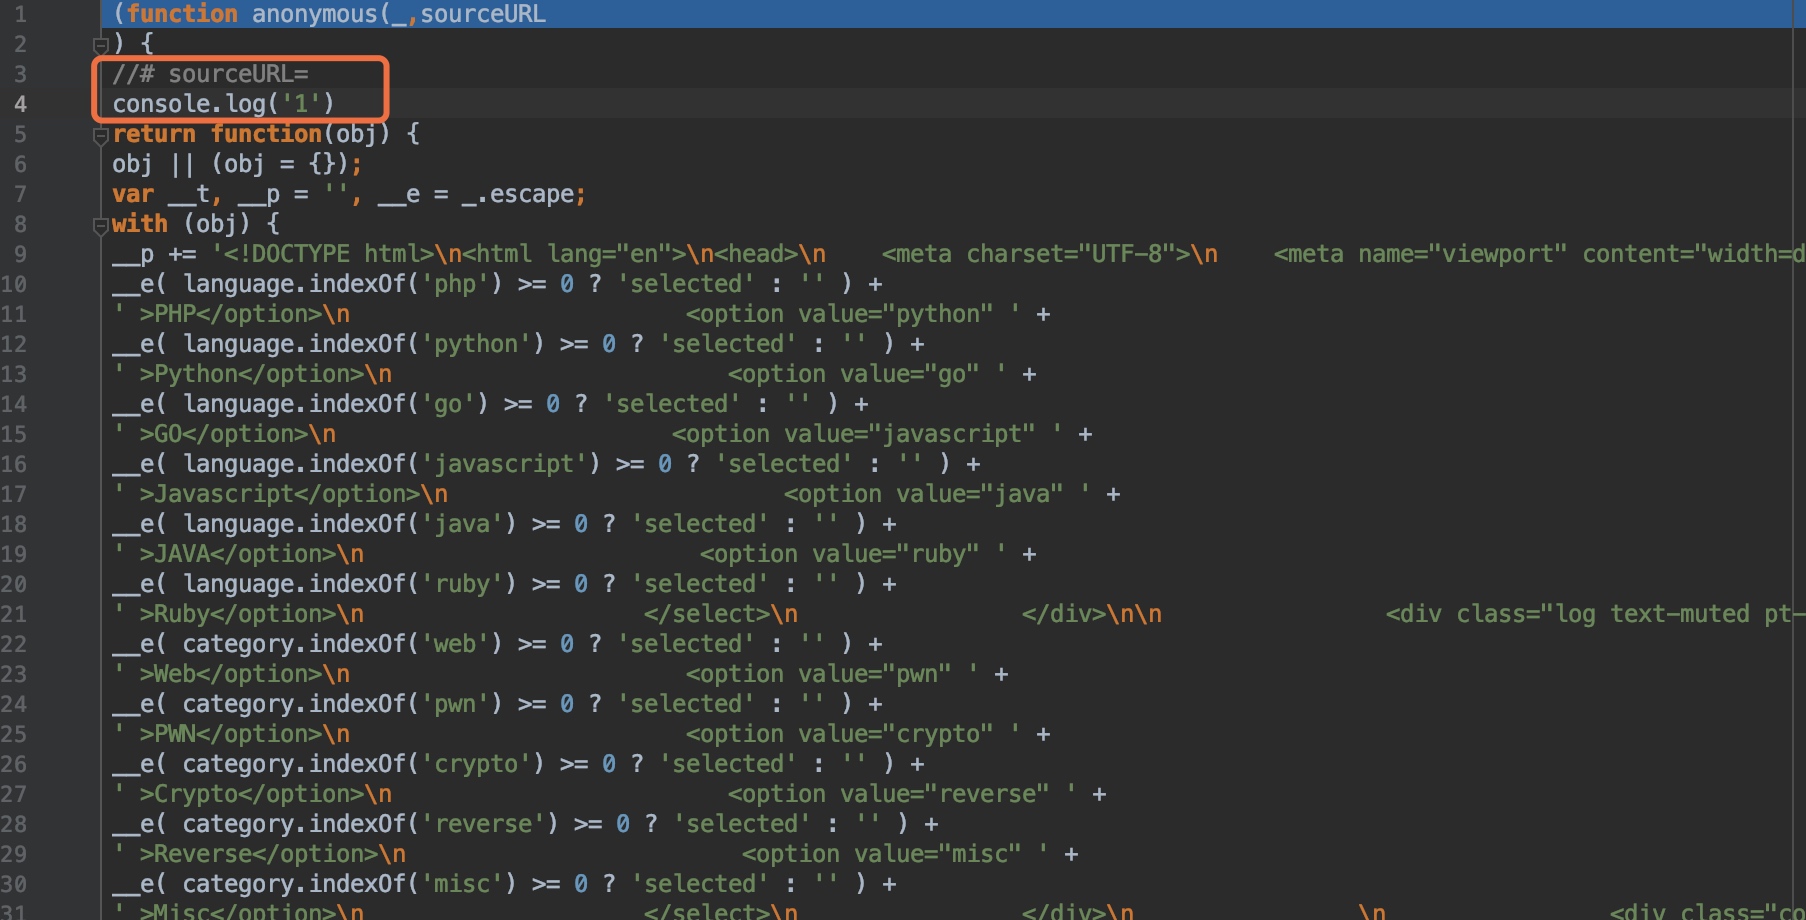 1 (function anonymous(_,sourceURL
2 ) {
3 //# sourceURL=
4 console.log('1')
5 return function(obj) {
6 obj || (obj = {});
7 var __t, __p = '', __e = _.escape;
8 with (obj) {
9 __p += '<!DOCTYPE html>\n<html lang="en">\n<head>\n    <meta charset="UTF-8">\n    <meta name="viewport" content="width=d
10 __e( language.indexOf('php') >= 0 ? 'selected' : '' ) +
11 ' >PHP</option>\n                        <option value="python" ' +
12 __e( language.indexOf('python') >= 0 ? 'selected' : '' ) +
13 ' >Python</option>\n                        <option value="go" ' +
14 __e( language.indexOf('go') >= 0 ? 'selected' : '' ) +
15 ' >GO</option>\n                        <option value="javascript" ' +
16 __e( language.indexOf('javascript') >= 0 ? 'selected' : '' ) +
17 ' >Javascript</option>\n                        <option value="java" ' +
18 __e( language.indexOf('java') >= 0 ? 'selected' : '' ) +
19 ' >JAVA</option>\n                        <option value="ruby" ' +
20 __e( language.indexOf('ruby') >= 0 ? 'selected' : '' ) +
21 ' >Ruby</option>\n                    </select>\n                </div>\n\n                <div class="log text-muted pt-
22 __e( category.indexOf('web') >= 0 ? 'selected' : '' ) +
23 ' >Web</option>\n                        <option value="pwn" ' +
24 __e( category.indexOf('pwn') >= 0 ? 'selected' : '' ) +
25 ' >PWN</option>\n                        <option value="crypto" ' +
26 __e( category.indexOf('crypto') >= 0 ? 'selected' : '' ) +
27 ' >Crypto</option>\n                        <option value="reverse" ' +
28 __e( category.indexOf('reverse') >= 0 ? 'selected' : '' ) +
29 ' >Reverse</option>\n                        <option value="misc" ' +
30 __e( category.indexOf('misc') >= 0 ? 'selected' : '' ) +
31 ' >Misc</option>\n                    </select>\n                </div>\n                \n                <div class="co